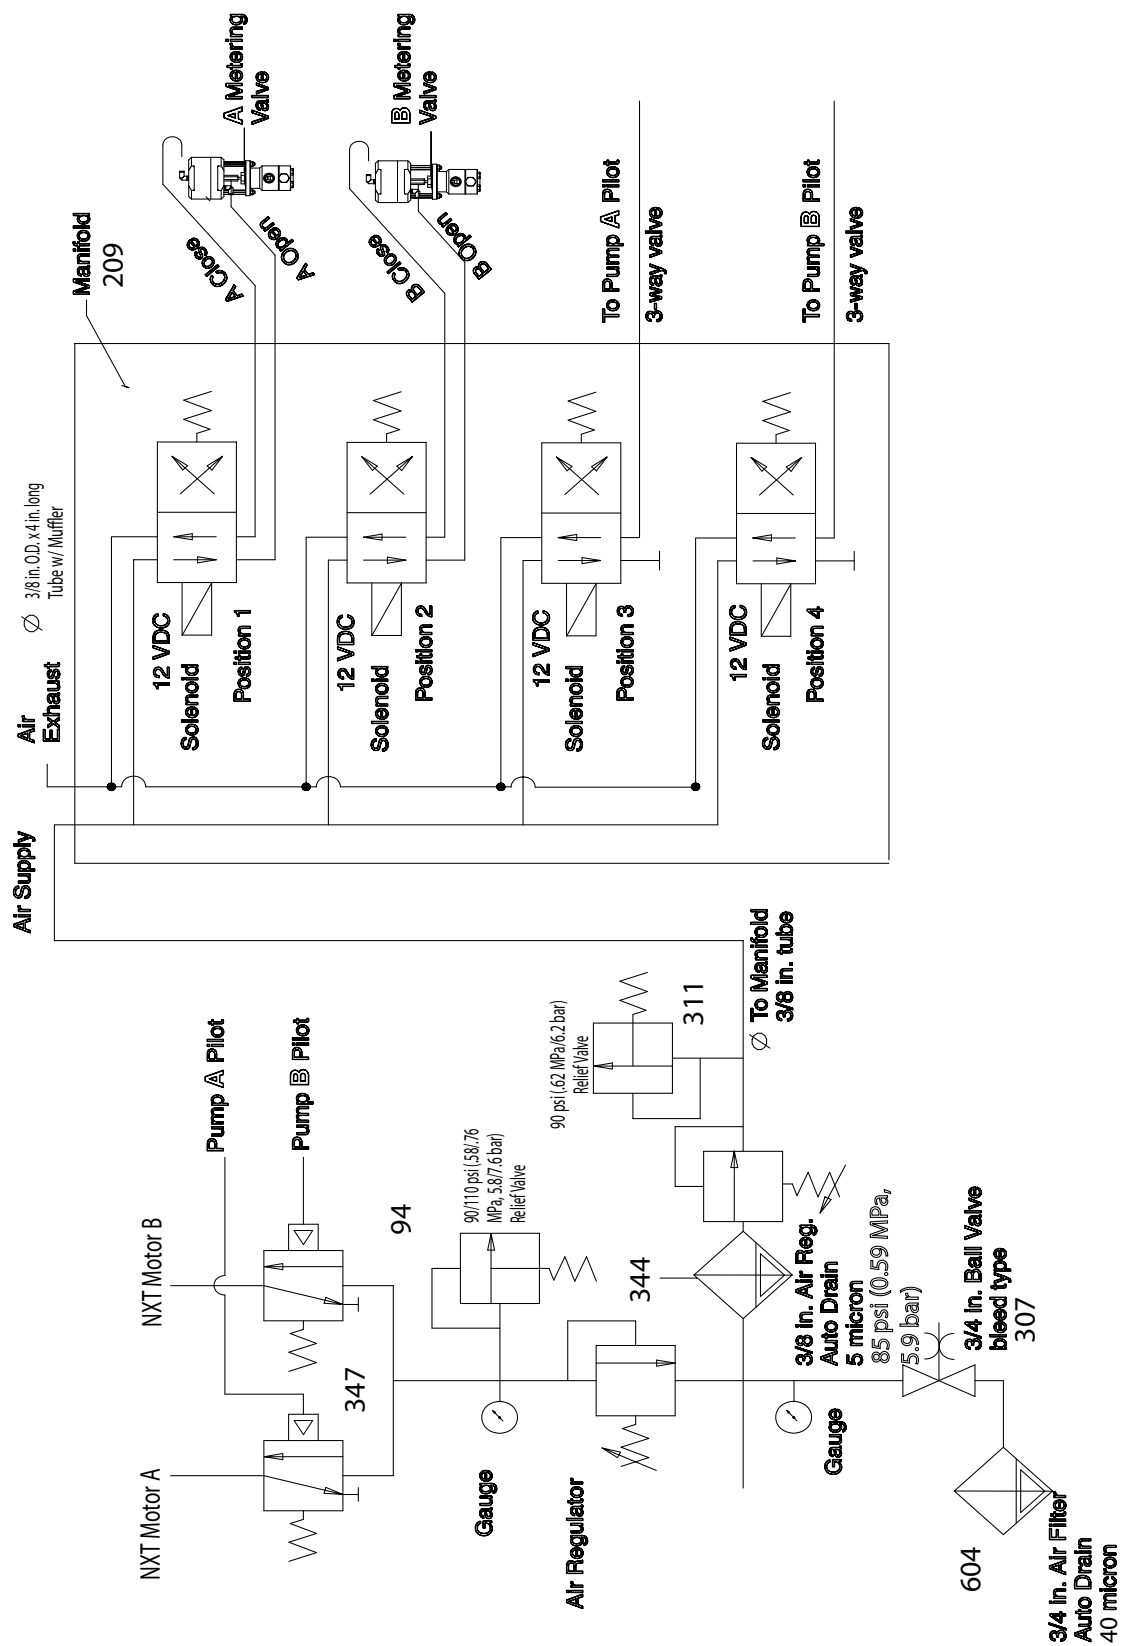 Air Supply
Air
Exhaust
Ø 3/8 in. O.D. x 4 in. long
Tube w/ Muffler
Manifold
209
A Metering
Valve
A Close
A Open
B Metering
Valve
B Close
B Open
12 VDC
Solenoid
Position 1
12 VDC
Solenoid
Position 2
12 VDC
Solenoid
Position 3
12 VDC
Solenoid
Position 4
To Pump A Pilot
3-way valve
To Pump B Pilot
3-way valve
NXT Motor A
NXT Motor B
Pump A Pilot
Pump B Pilot
347
94
Gauge
90/110 psi (.58/.76
MPa, 5.8/7.6 bar)
Relief Valve
90 psi (.62 MPa/6.2 bar)
Relief Valve
311
Air Regulator
344
Ø To Manifold
3/8 in. tube
3/8 in. Air Reg.
Auto Drain
5 micron
85 psi (0.59 MPa,
5.9 bar)
Gauge
3/4 in. Ball Valve
bleed type
307
604
3/4 in. Air Filter
Auto Drain
40 micron